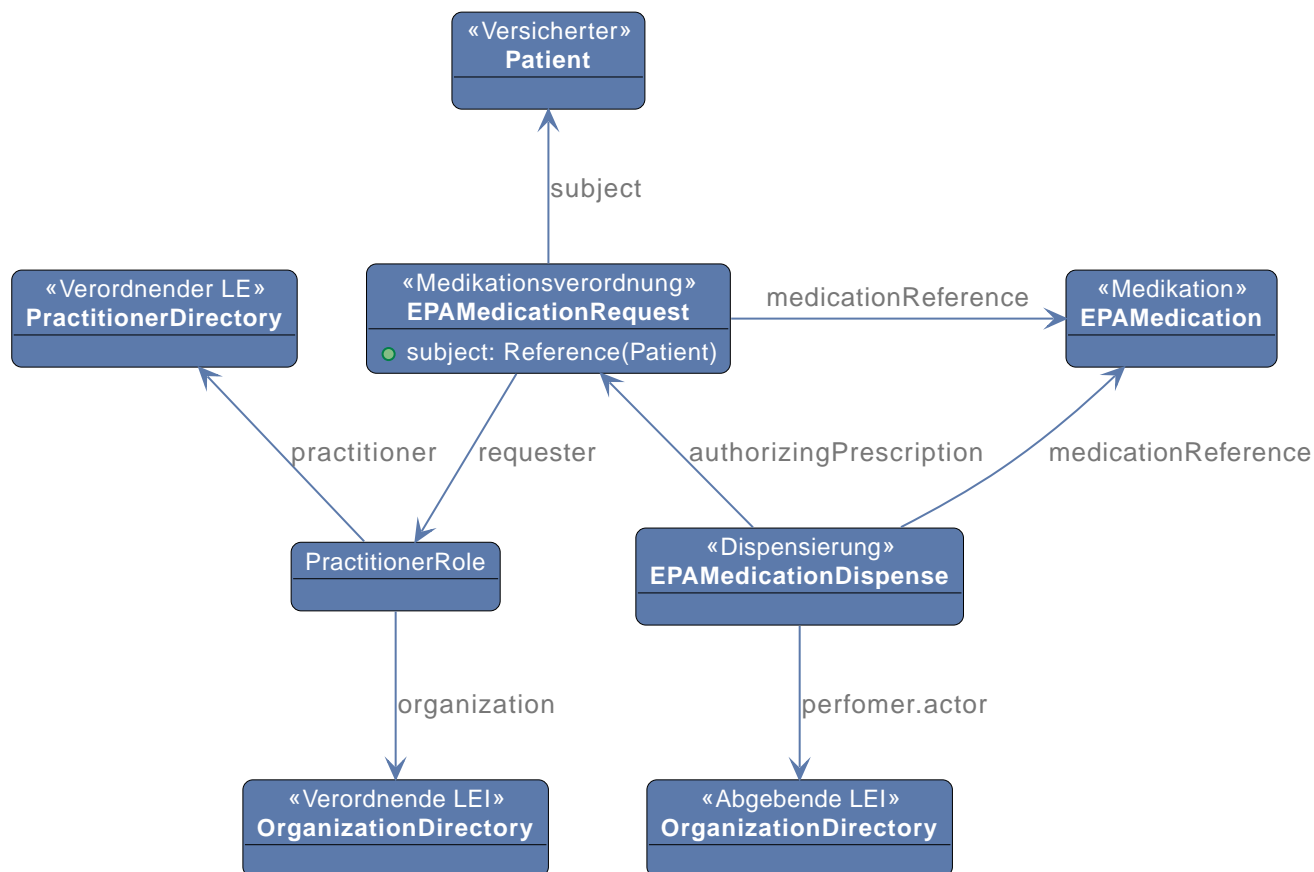 «Versicherter»
Patient
subject
«Verordnender LE»
PractitionerDirectory
«Medikationsverordnung»
EPAMedicationRequest
subject: Reference(Patient)
medicationReference
«Medikation»
EPAMedication
practitioner
requester
authorizingPrescription
medicationReference
PractitionerRole
«Dispensierung»
EPAMedicationDispense
organization
perfomer.actor
«Verordnende LEI»
OrganizationDirectory
«Abgebende LEI»
OrganizationDirectory